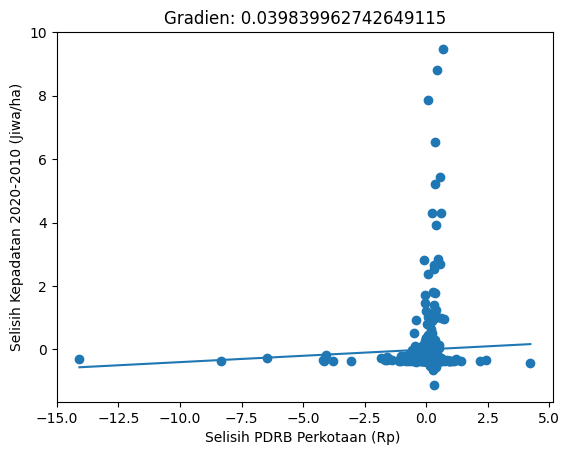 Gradien: 0.039839962742649115
10
8
6
4
2
0
Selisih Kepadatan 2020-2010 (Jiwa/ha)
−15.0 −12.5 −10.0 −7.5 −5.0 −2.5 0.0 2.5 5.0
Selisih PDRB Perkotaan (Rp)